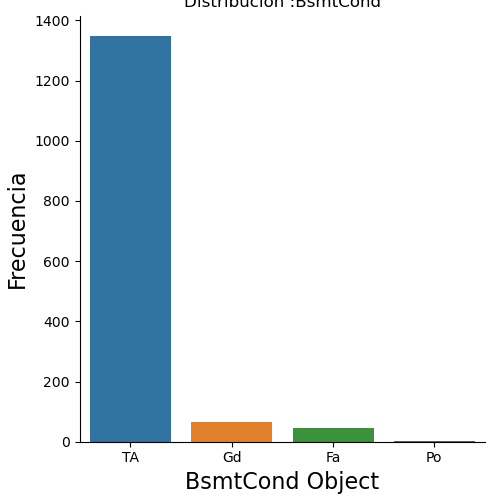 Distribución :BsmtCond
1400
1200
1000
800
600
400
200
0
Frecuencia
TA Gd Fa Po
BsmtCond Object